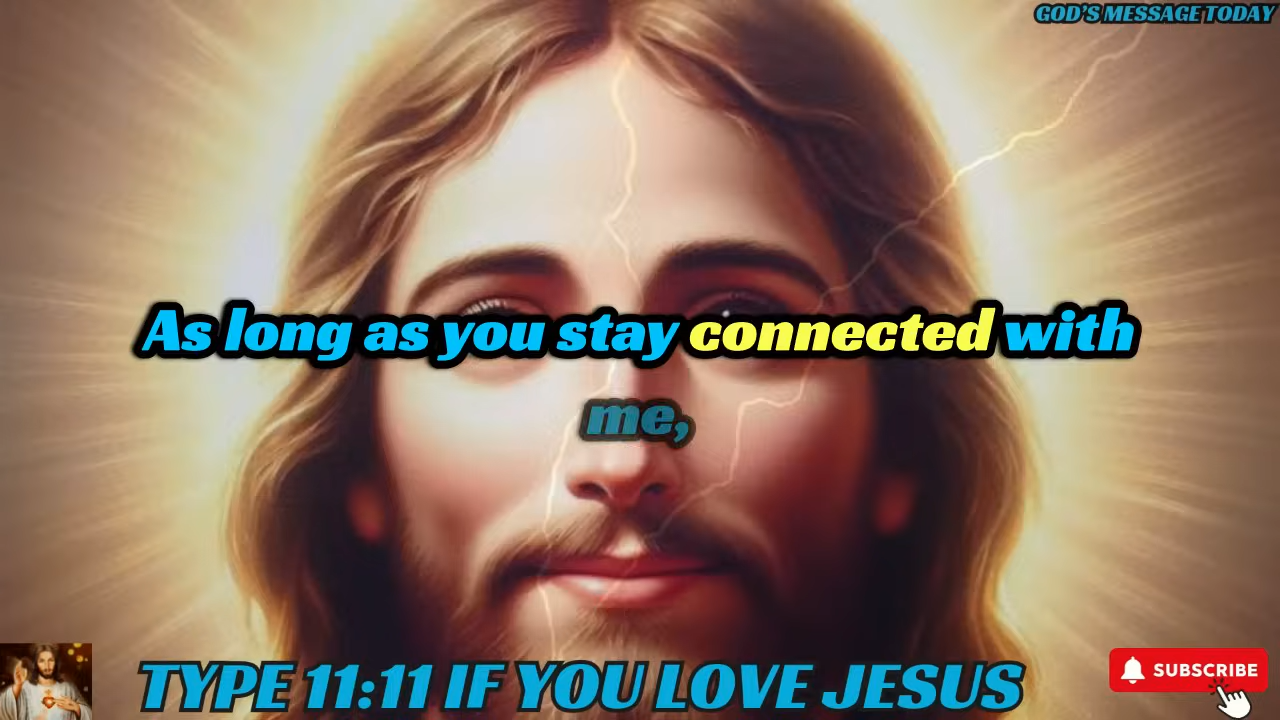 GOD'S MESSAGE TODAY
As long as you stay connected with
me,
TYPE 11:11 IF YOU LOVE JESUS
SUBSCRIBE